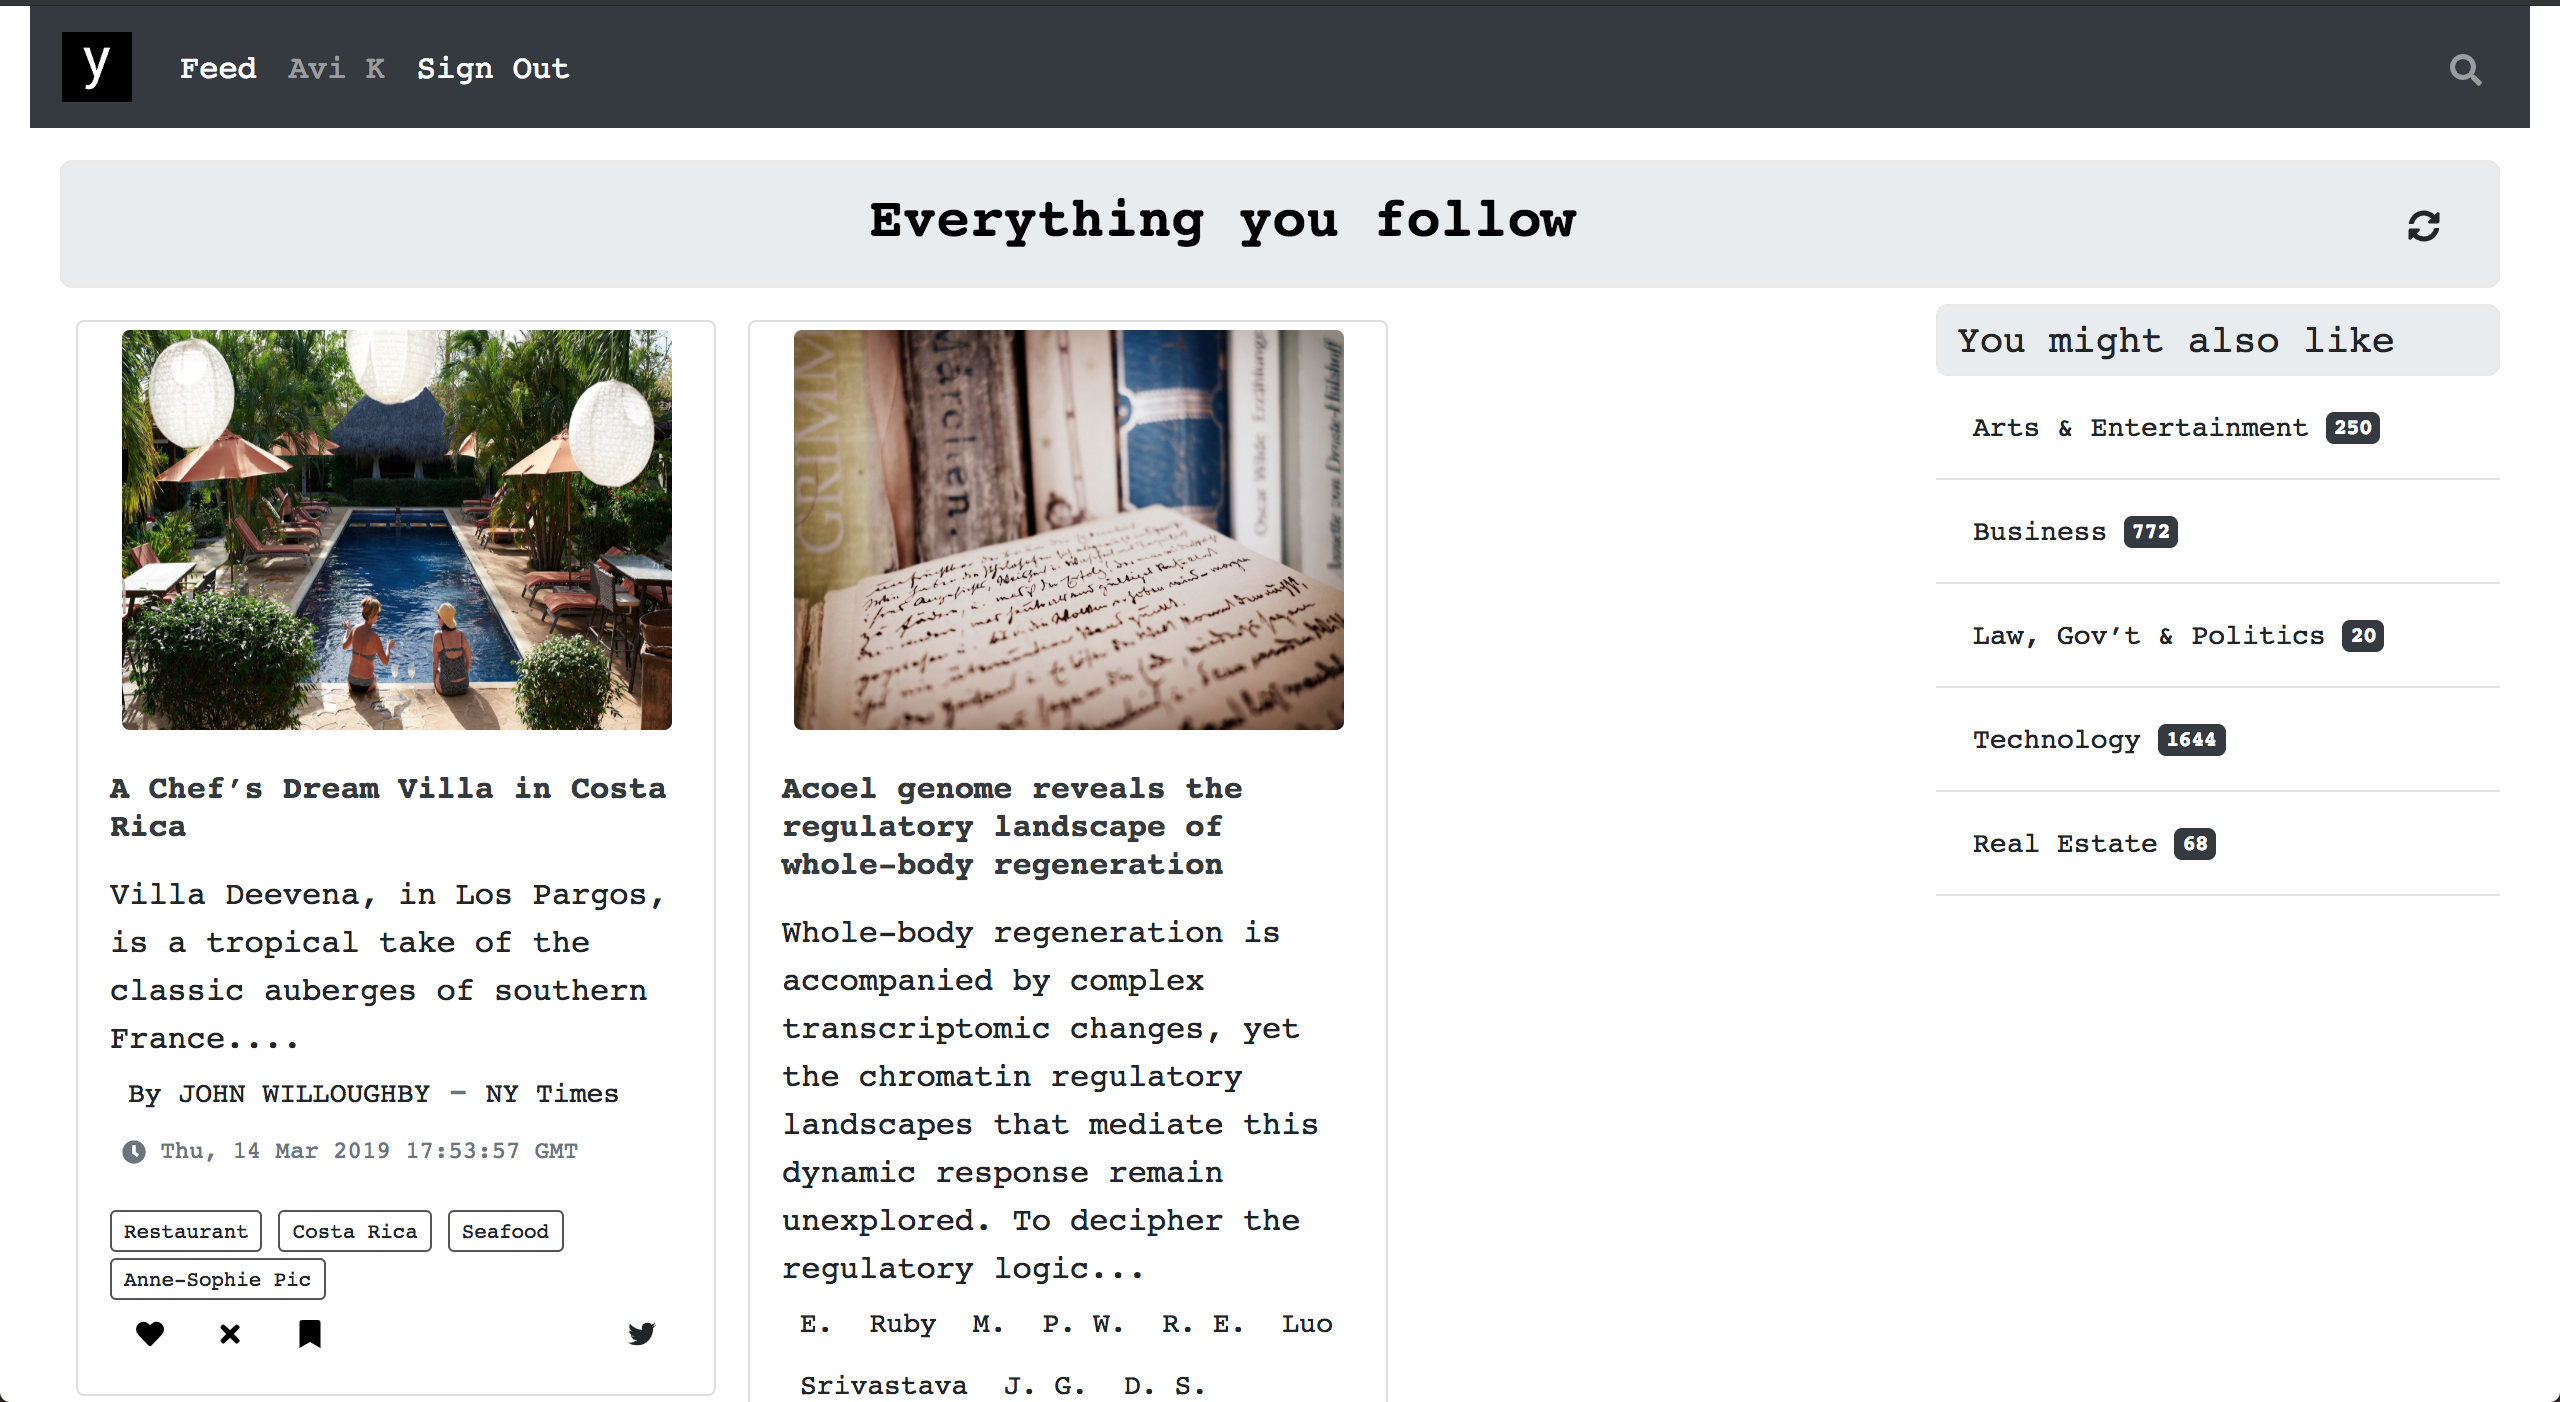 y
Feed Avi K Sign Out
Everything you follow
GRIMM
Märchen.
Oscar Wilde Erzählungen
A Chef’s Dream Villa in Costa
Rica
Villa Deevena, in Los Pargos,
is a tropical take of the
classic auberges of southern
France....
By JOHN WILLOUGHBY – NY Times
Thu, 14 Mar 2019 17:53:57 GMT
Restaurant Costa Rica Seafood
Anne-Sophie Pic
Acoel genome reveals the
regulatory landscape of
whole-body regeneration
Whole-body regeneration is
accompanied by complex
transcriptomic changes, yet
the chromatin regulatory
landscapes that mediate this
dynamic response remain
unexplored. To decipher the
regulatory logic...
E. Ruby M. P. W. R. E. Luo
Srivastava J. G. D. S.
You might also like
Arts & Entertainment 250
Business 772
Law, Gov’t & Politics 20
Technology 1644
Real Estate 68